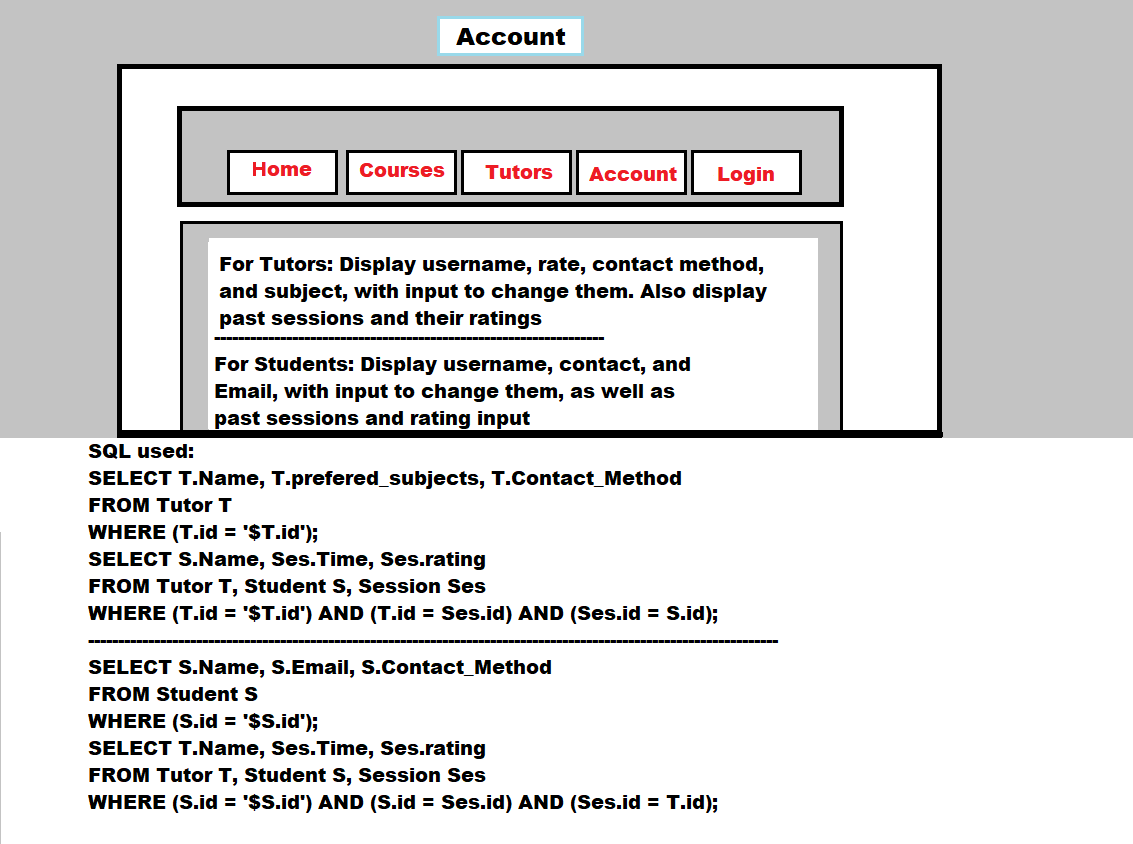 Account
Home Courses Tutors Account Login
For Tutors: Display username, rate, contact method,
and subject, with input to change them. Also display
past sessions and their ratings
-----------------------------------------------------------------
For Students: Display username, contact, and
Email, with input to change them, as well as
past sessions and rating input
SQL used:
SELECT T.Name, T.prefered_subjects, T.Contact_Method
FROM Tutor T
WHERE (T.id = '$T.id');
SELECT S.Name, Ses.Time, Ses.rating
FROM Tutor T, Student S, Session Ses
WHERE (T.id = '$T.id') AND (T.id = Ses.id) AND (Ses.id = S.id);
-------------------------------------------------------------------------------------------------------------------
SELECT S.Name, S.Email, S.Contact_Method
FROM Student S
WHERE (S.id = '$S.id');
SELECT T.Name, Ses.Time, Ses.rating
FROM Tutor T, Student S, Session Ses
WHERE (S.id = '$S.id') AND (S.id = Ses.id) AND (Ses.id = T.id);